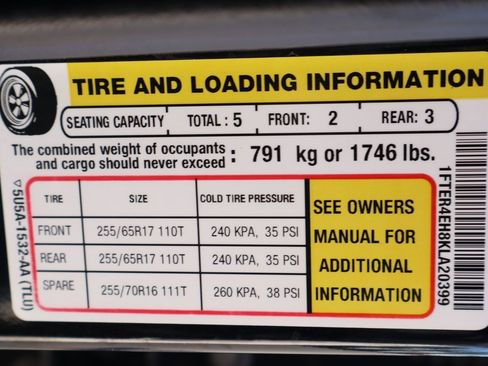 TIRE AND LOADING INFORMATION
SEATING CAPACITY TOTAL : 5 FRONT: 2 REAR: 3
The combined weight of occupants
and cargo should never exceed : 791 kg or 1746 lbs.
TIRE SIZE COLD TIRE PRESSURE
FRONT 255/65R17 110T 240 KPA, 35 PSI
REAR 255/65R17 110T 240 KPA, 35 PSI
SPARE 255/70R16 111T 260 KPA, 38 PSI
SEE OWNERS
MANUAL FOR
ADDITIONAL
INFORMATION
5U5A-1532-AA (TLU)
1FTER4EH8KLA20399